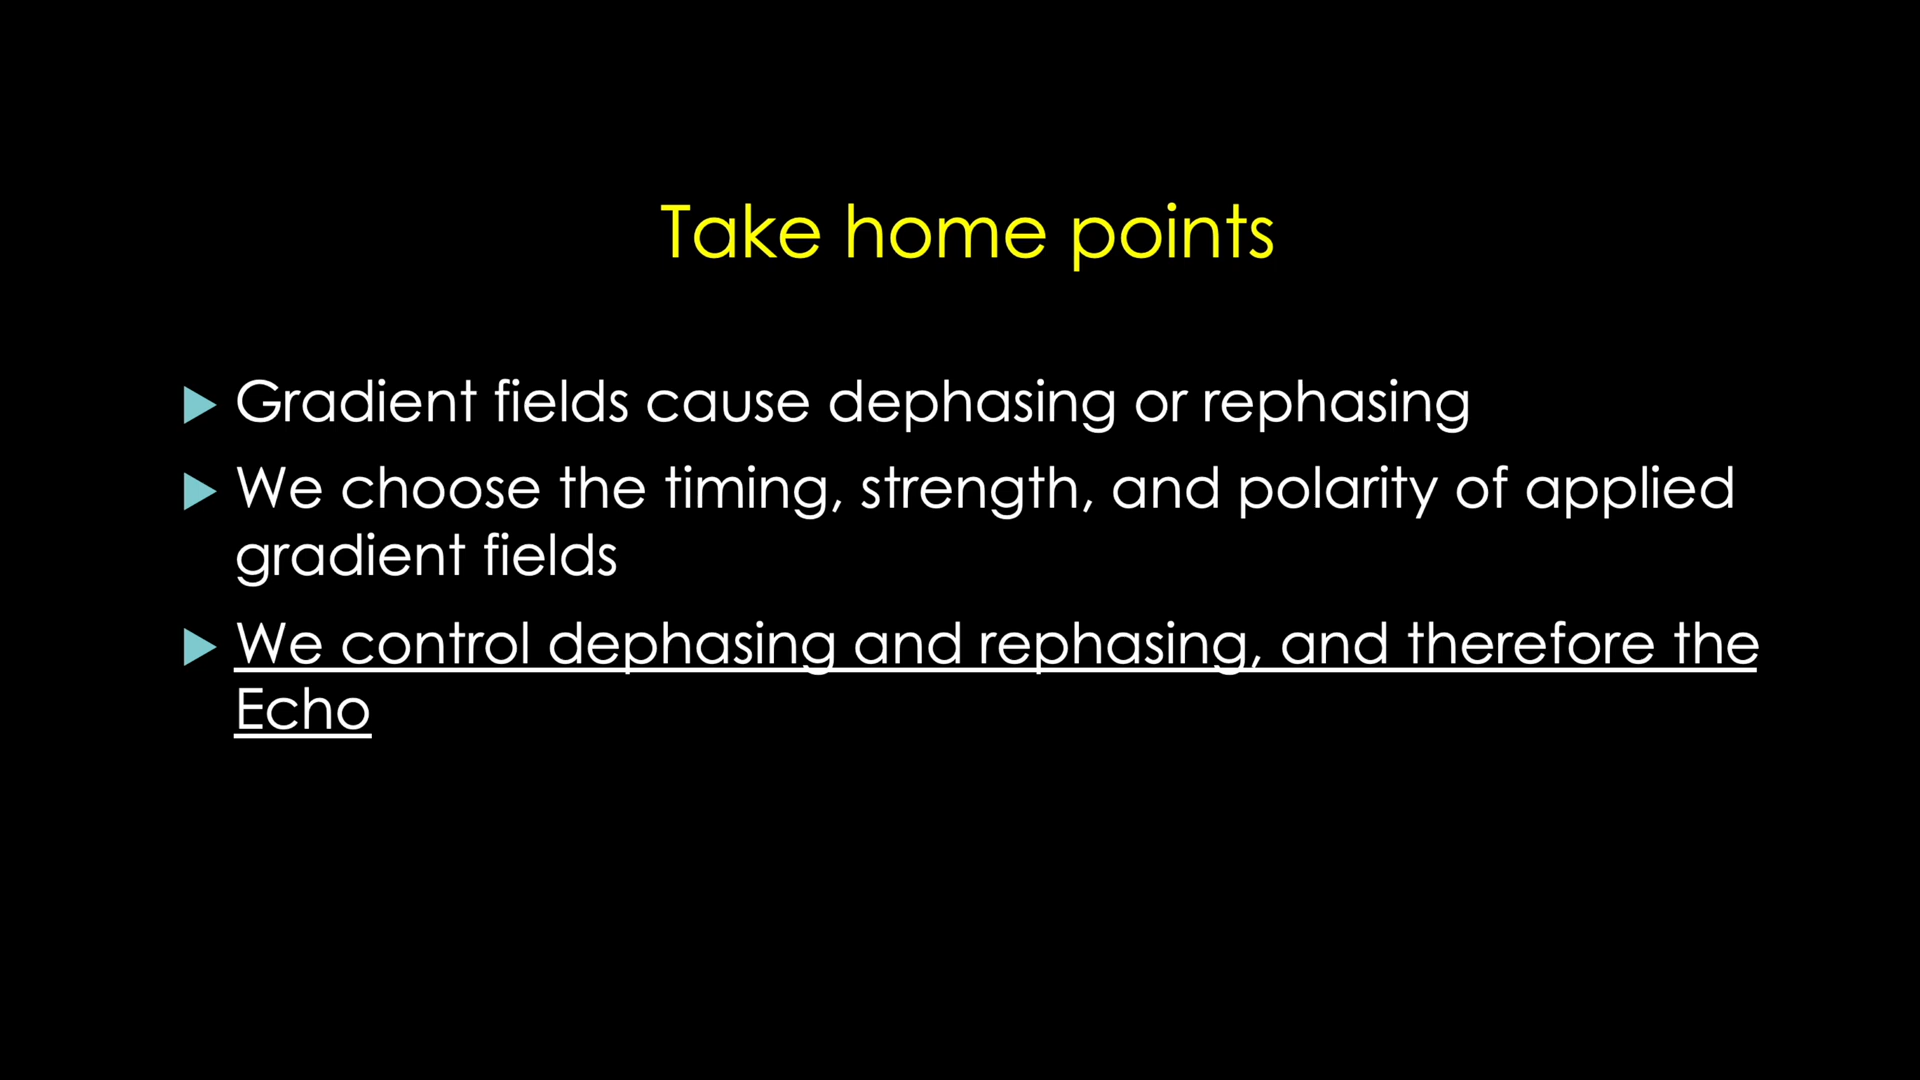 Take home points
Gradient fields cause dephasing or rephasing
We choose the timing, strength, and polarity of applied
gradient fields
We control dephasing and rephasing, and therefore the
Echo